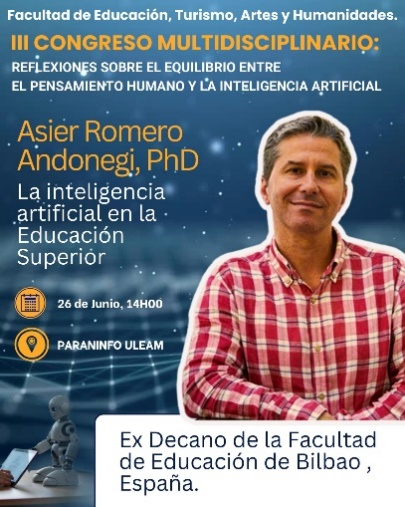 Facultad de Educación, Turismo, Artes y Humanidades.
III CONGRESO MULTIDISCIPLINARIO:
REFLEXIONES SOBRE EL EQUILIBRIO ENTRE
EL PENSAMIENTO HUMANO Y LA INTELIGENCIA ARTIFICIAL
Asier Romero
Andonegi, PhD
La inteligencia
artificial en la
Educación
Superior
26 de Junio, 14H00
PARANINFO ULEAM
Ex Decano de la Facultad
de Educación de Bilbao ,
España.